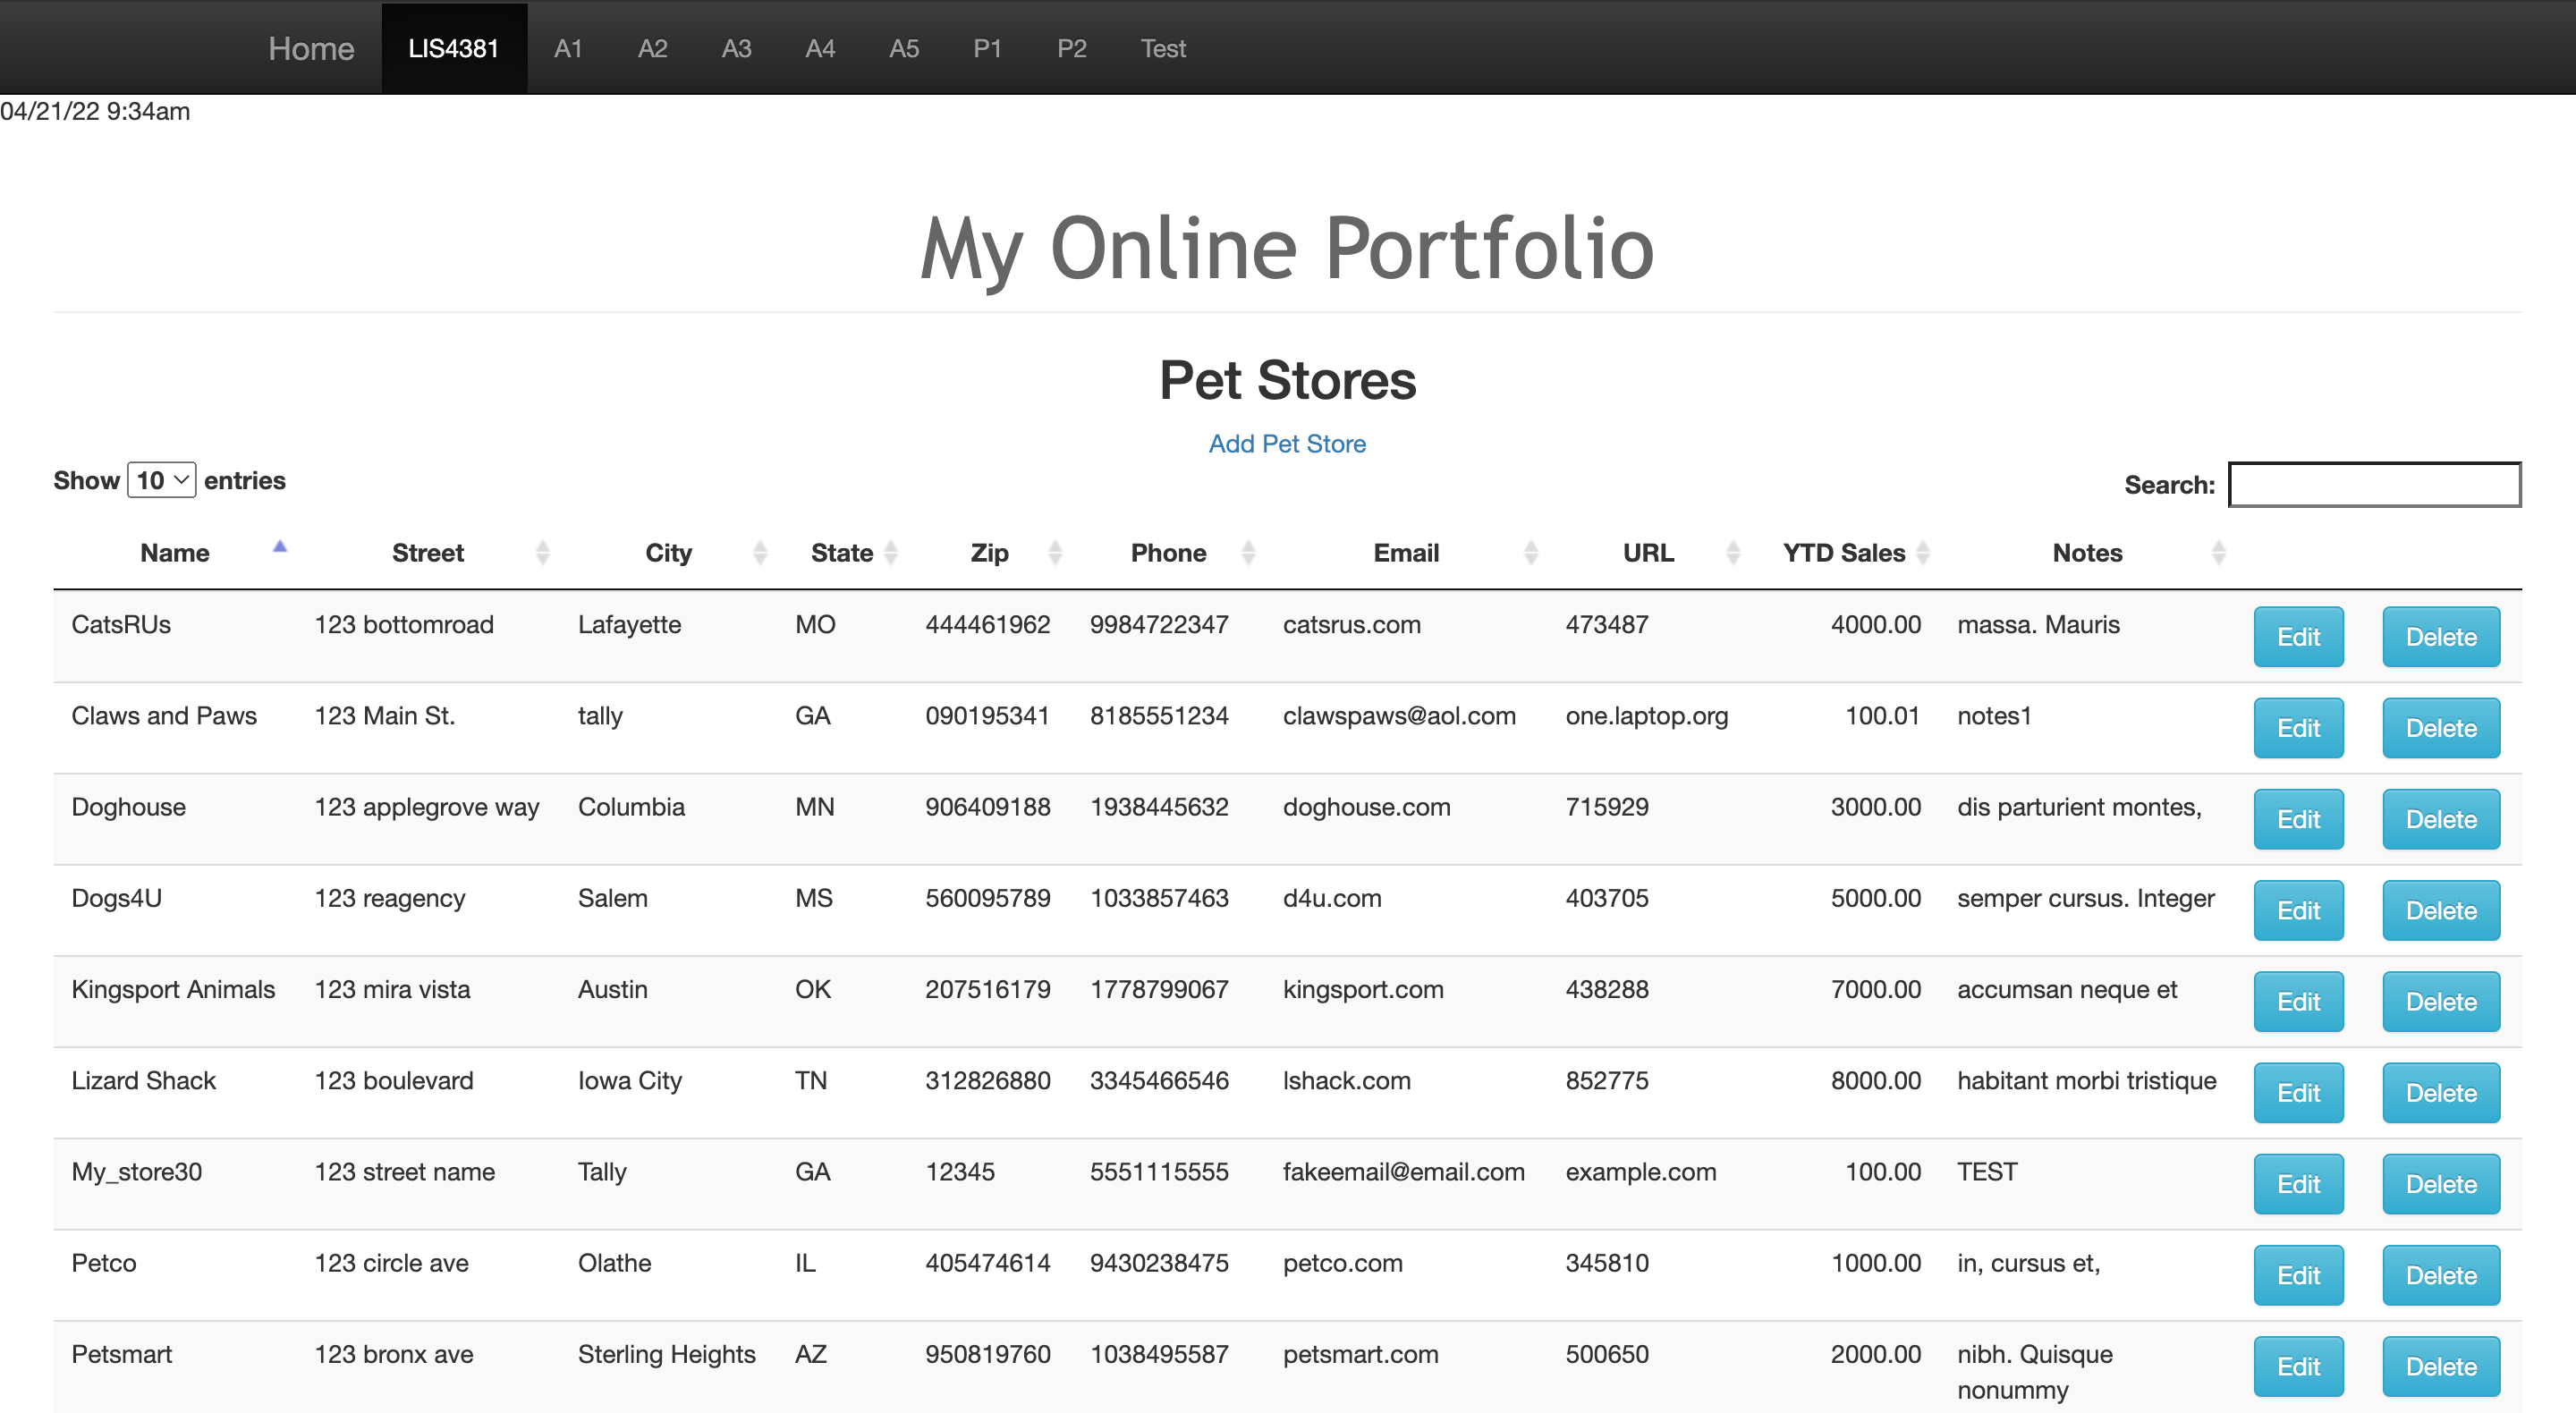 Home LIS4381 A1 A2 A3 A4 A5 P1 P2 Test
04/21/22 9:34am
My Online Portfolio
Pet Stores
Add Pet Store
Show 10 entries Search:
Name Street City State Zip Phone Email URL YTD Sales Notes
CatsRUs 123 bottomroad Lafayette MO 444461962 9984722347 catsrus.com 473487 4000.00 massa. Mauris Edit Delete
Claws and Paws 123 Main St. tally GA 090195341 8185551234 clawspaws@aol.com one.laptop.org 100.01 notes1 Edit Delete
Doghouse 123 applegrove way Columbia MN 906409188 1938445632 doghouse.com 715929 3000.00 dis parturient montes, Edit Delete
Dogs4U 123 reagency Salem MS 560095789 1033857463 d4u.com 403705 5000.00 semper cursus. Integer Edit Delete
Kingsport Animals 123 mira vista Austin OK 207516179 1778799067 kingsport.com 438288 7000.00 accumsan neque et Edit Delete
Lizard Shack 123 boulevard Iowa City TN 312826880 3345466546 lshack.com 852775 8000.00 habitant morbi tristique Edit Delete
My_store30 123 street name Tally GA 12345 5551115555 fakeemail@email.com example.com 100.00 TEST Edit Delete
Petco 123 circle ave Olathe IL 405474614 9430238475 petco.com 345810 1000.00 in, cursus et, Edit Delete
Petsmart 123 bronx ave Sterling Heights AZ 950819760 1038495587 petsmart.com 500650 2000.00 nibh. Quisque Edit Delete
nonummy